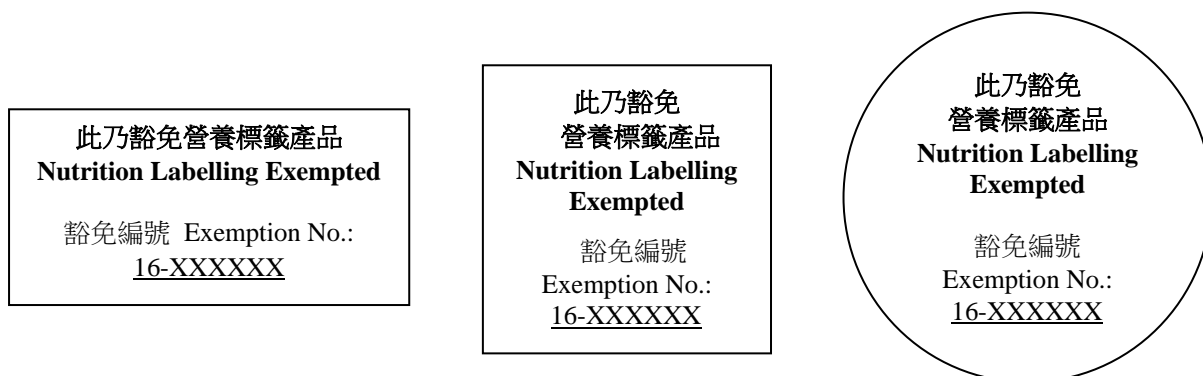 此乃豁免營養標籤產品
Nutrition Labelling Exempted
豁免編號 Exemption No.:
16-XXXXXX
此乃豁免
營養標籤產品
Nutrition Labelling
Exempted
豁免編號
Exemption No.:
16-XXXXXX
此乃豁免
營養標籤產品
Nutrition Labelling
Exempted
豁免編號
Exemption No.:
16-XXXXXX